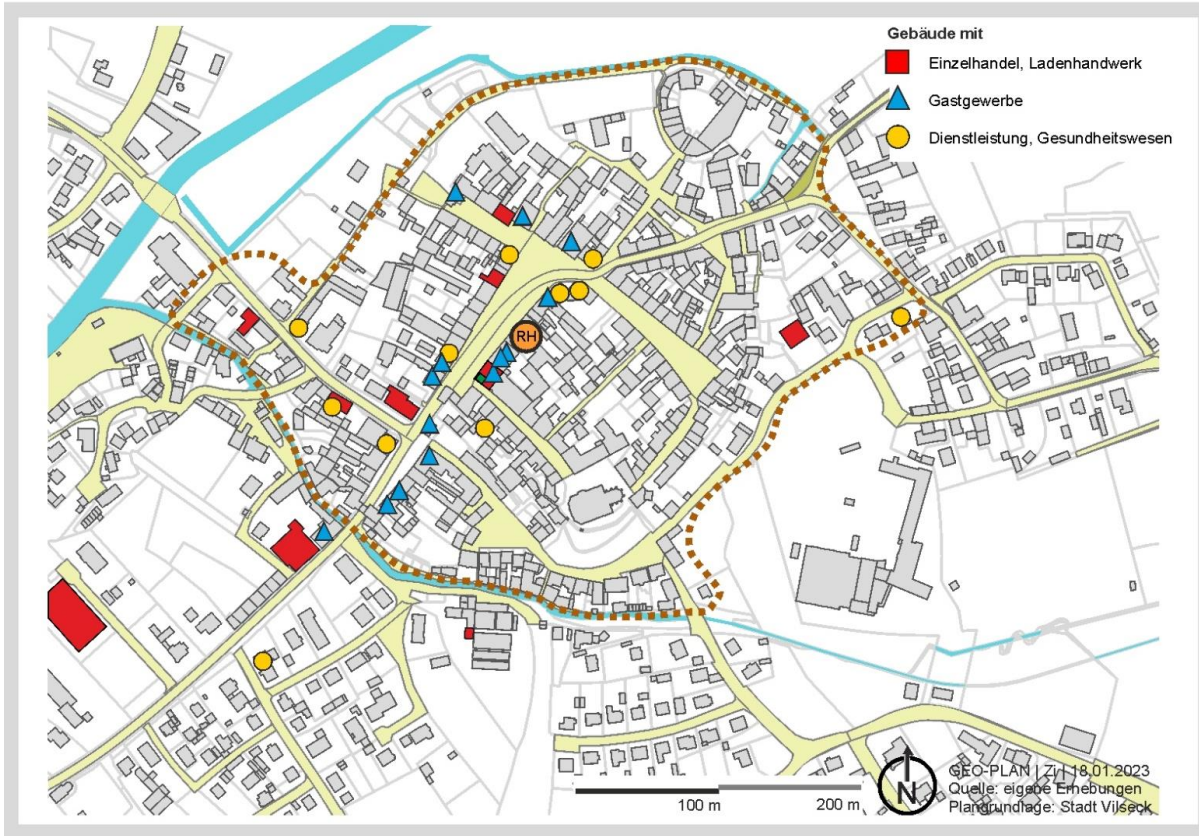 Gebäude mit
Einzelhandel, Ladenhandwerk
Gastgewerbe
Dienstleistung, Gesundheitswesen
RH
100 m
200 m
N
GEO-PLAN | Zi | 18.01.2023
Quelle: eigene Erhebungen
Plangrundlage: Stadt Vilseck